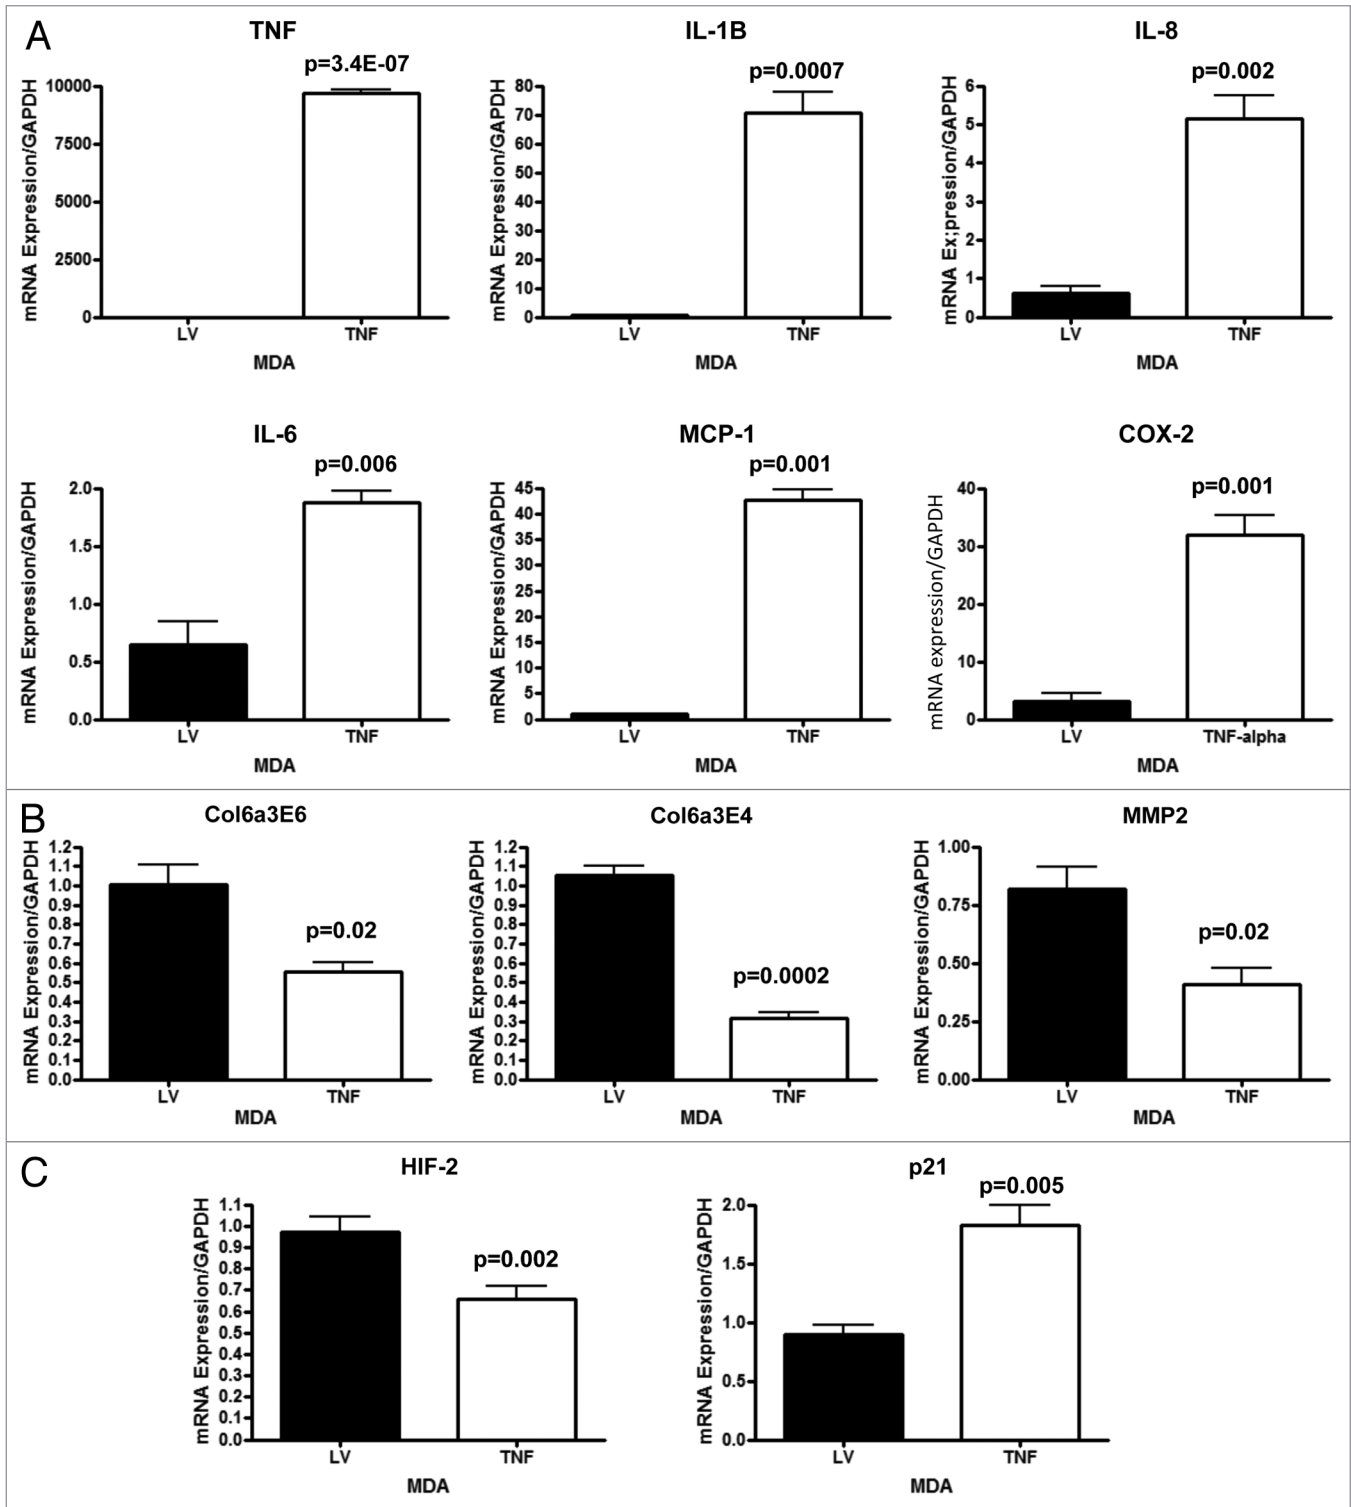 A
TNF
p=3.4E-07
mRNA Expression/GAPDH
10000
7500
5000
2500
0
LV
TNF
MDA
IL-1B
p=0.0007
mRNA Expression/GAPDH
80
70
60
50
40
30
20
10
0
LV
TNF
MDA
IL-8
p=0.002
mRNA Ex;pression/GAPDH
6
5
4
3
2
1
0
LV
TNF
MDA
IL-6
p=0.006
mRNA Expression/GAPDH
2.0
1.5
1.0
0.5
0.0
LV
TNF
MDA
MCP-1
p=0.001
mRNA Expression/GAPDH
45
40
35
30
25
20
15
10
5
0
LV
TNF
MDA
COX-2
p=0.001
mRNA expression/GAPDH
40
30
20
10
0
LV
TNF-alpha
MDA
B
Col6a3E6
p=0.02
mRNA Expression/GAPDH
1.2
1.1
1.0
0.9
0.8
0.7
0.6
0.5
0.4
0.3
0.2
0.1
0.0
LV
TNF
MDA
Col6a3E4
p=0.0002
mRNA Expression/GAPDH
1.2
1.1
1.0
0.9
0.8
0.7
0.6
0.5
0.4
0.3
0.2
0.1
0.0
LV
TNF
MDA
MMP2
p=0.02
mRNA Expression/GAPDH
1.00
0.75
0.50
0.25
0.00
LV
TNF
MDA
C
HIF-2
p=0.002
mRNA Expression/GAPDH
1.1
1.0
0.9
0.8
0.7
0.6
0.5
0.4
0.3
0.2
0.1
0.0
LV
TNF
MDA
p21
p=0.005
mRNA Expression/GAPDH
2.0
1.5
1.0
0.5
0.0
LV
TNF
MDA